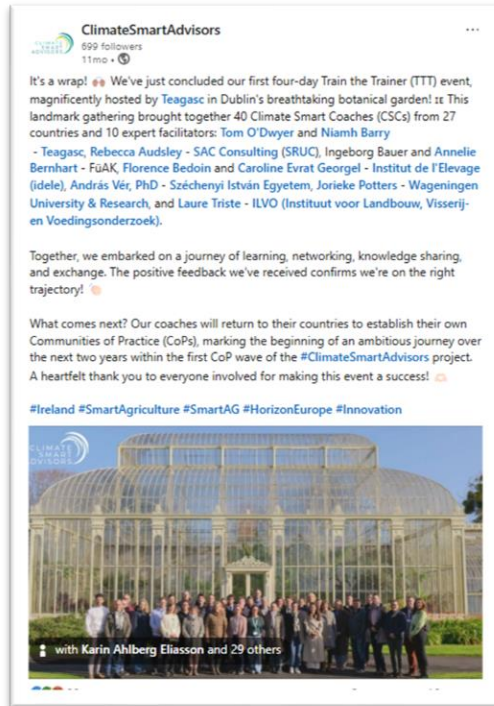 ClimateSmartAdvisors
699 followers
11mo •
It's a wrap! We've just concluded our first four-day Train the Trainer (TTT) event,
magnificently hosted by Teagasc in Dublin's breathtaking botanical garden! This
landmark gathering brought together 40 Climate Smart Coaches (CSCs) from 27
countries and 10 expert facilitators: Tom O'Dwyer and Niamh Barry
- Teagasc, Rebecca Audsley - SAC Consulting (SRUC), Ingeborg Bauer and Annelie
Bernhart - FüAK, Florence Bedoin and Caroline Evrat Georgel - Institut de l'Elevage
(idele), András Vér, PhD - Széchenyi István Egyetem, Jorieke Potters - Wageningen
University & Research, and Laure Triste - ILVO (Instituut voor Landbouw, Visserij-
en Voedingsonderzoek).
Together, we embarked on a journey of learning, networking, knowledge sharing,
and exchange. The positive feedback we've received confirms we're on the right
trajectory!
What comes next? Our coaches will return to their countries to establish their own
Communities of Practice (CoPs), marking the beginning of an ambitious journey over
the next two years within the first CoP wave of the #ClimateSmartAdvisors project.
A heartfelt thank you to everyone involved for making this event a success!
#Ireland #SmartAgriculture #SmartAG #HorizonEurope #Innovation
CLIMATE
SMART
ADVISORS
with Karin Ahlberg Eliasson and 29 others